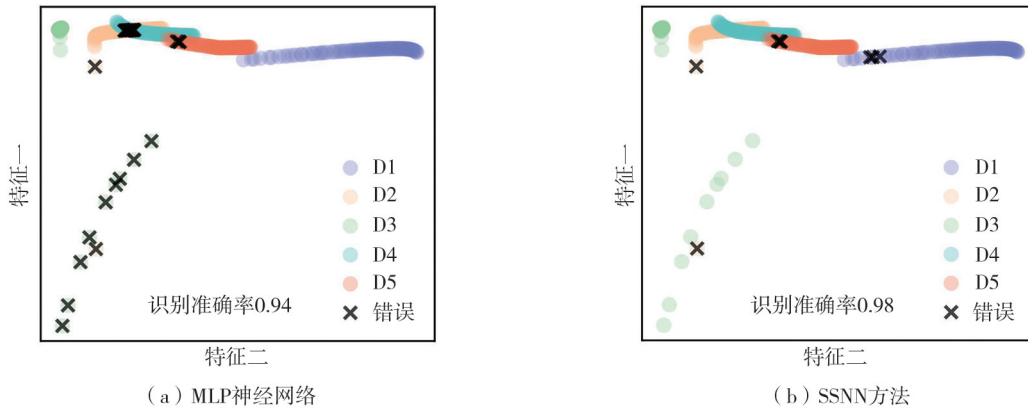 特征一
D1
D2
D3
D4
D5
错误
识别准确率0.94
特征二
(a)MLP神经网络
特征一
D1
D2
D3
D4
D5
错误
识别准确率0.98
特征二
(b)SSNN方法